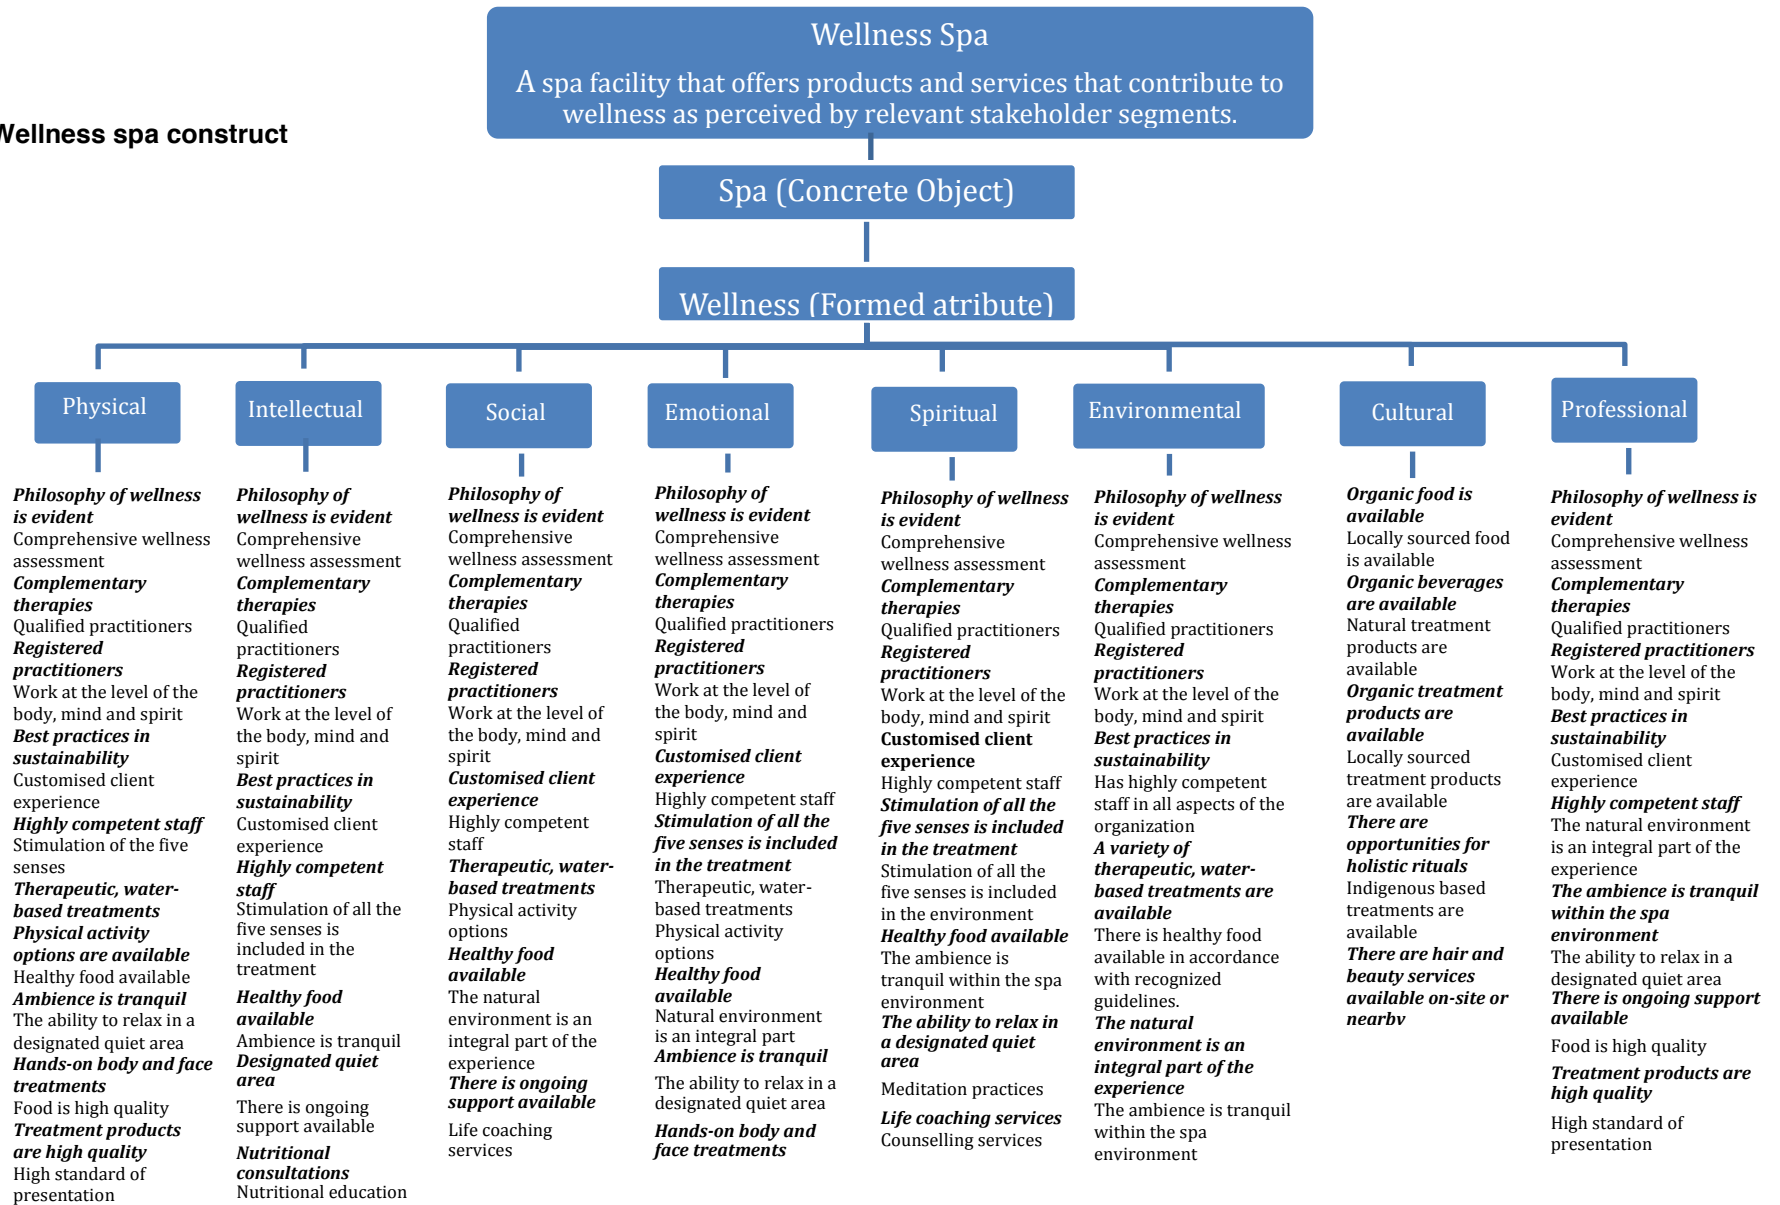 Wellness Spa
A spa facility that offers products and services that contribute to
wellness as perceived by relevant stakeholder segments.
Wellness spa construct
Spa (Concrete Object)
Wellness (Formed atribute)
Physical
Intellectual
Social
Emotional
Spiritual
Environmental
Cultural
Professional
Philosophy of wellness
is evident
Comprehensive wellness
assessment
Complementary
therapies
Qualified practitioners
Registered
practitioners
Work at the level of the
body, mind and spirit
Best practices in
sustainability
Customised client
experience
Highly competent staff
Stimulation of the five
senses
Therapeutic, water-
based treatments
Physical activity
options are available
Healthy food available
Ambience is tranquil
The ability to relax in a
designated quiet area
Hands-on body and face
treatments
Food is high quality
Treatment products
are high quality
High standard of
presentation
Philosophy of
wellness is evident
Comprehensive
wellness assessment
Complementary
therapies
Qualified
practitioners
Registered
practitioners
Work at the level of
the body, mind and
spirit
Best practices in
sustainability
Customised client
experience
Highly competent
staff
Stimulation of all the
five senses is
included in the
treatment
Healthy food
available
Ambience is tranquil
Designated quiet
area
There is ongoing
support available
Nutritional
consultations
Nutritional education
Philosophy of
wellness is evident
Comprehensive
wellness assessment
Complementary
therapies
Qualified
practitioners
Registered
practitioners
Work at the level of
the body, mind and
spirit
Customised client
experience
Highly competent
staff
Therapeutic, water-
based treatments
Physical activity
options
Healthy food
available
The natural
environment is an
integral part of the
experience
There is ongoing
support available
Life coaching
services
Philosophy of
wellness is evident
Comprehensive
wellness assessment
Complementary
therapies
Qualified practitioners
Registered
practitioners
Work at the level of
the body, mind and
spirit
Customised client
experience
Highly competent staff
Stimulation of all the
five senses is included
in the treatment
Therapeutic, water-
based treatments
Physical activity
options
Healthy food
available
Natural environment
is an integral part
Ambience is tranquil
The ability to relax in a
designated quiet area
Hands-on body and
face treatments
Philosophy of wellness
is evident
Comprehensive
wellness assessment
Complementary
therapies
Qualified practitioners
Registered
practitioners
Work at the level of the
body, mind and spirit
Customised client
experience
Highly competent staff
Stimulation of all the
five senses is included
in the treatment
Stimulation of all the
five senses is included
in the environment
Healthy food available
The ambience is
tranquil within the spa
environment
The ability to relax in
a designated quiet
area
Meditation practices
Life coaching services
Counselling services
Philosophy of wellness
is evident
Comprehensive wellness
assessment
Complementary
therapies
Qualified practitioners
Registered
practitioners
Work at the level of the
body, mind and spirit
Best practices in
sustainability
Has highly competent
staff in all aspects of the
organization
A variety of
therapeutic, water-
based treatments are
available
There is healthy food
available in accordance
with recognized
guidelines.
The natural
environment is an
integral part of the
experience
The ambience is tranquil
within the spa
environment
Organic food is
available
Locally sourced food
is available
Organic beverages
are available
Natural treatment
products are
available
Organic treatment
products are
available
Locally sourced
treatment products
are available
There are
opportunities for
holistic rituals
Indigenous based
treatments are
available
There are hair and
beauty services
available on-site or
nearby
Philosophy of wellness is
evident
Comprehensive wellness
assessment
Complementary
therapies
Qualified practitioners
Registered practitioners
Work at the level of the
body, mind and spirit
Best practices in
sustainability
Customised client
experience
Highly competent staff
The natural environment
is an integral part of the
experience
The ambience is tranquil
within the spa
environment
The ability to relax in a
designated quiet area
There is ongoing support
available
Food is high quality
Treatment products are
high quality
High standard of
presentation